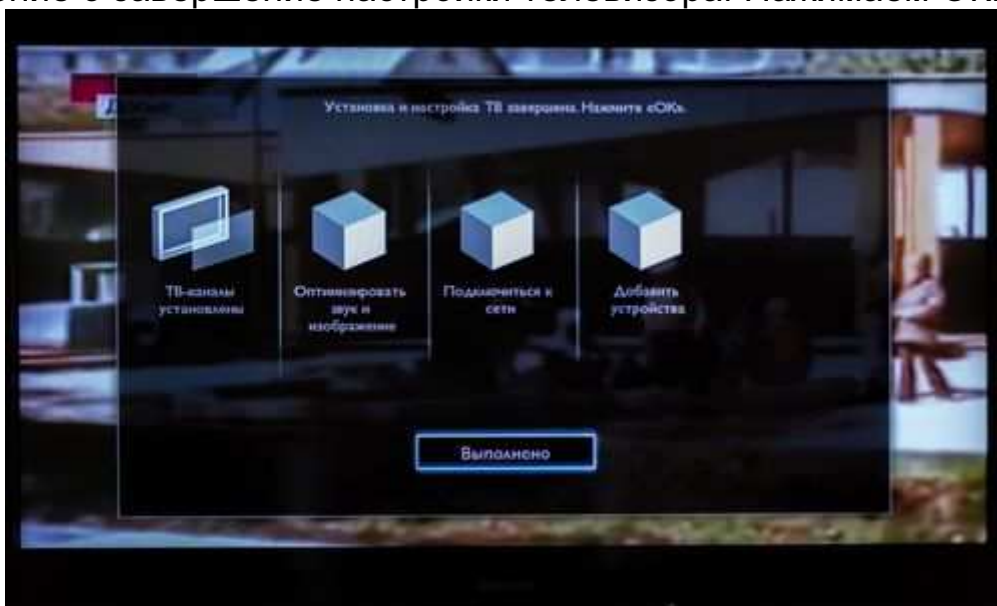 Установка и настройка ТВ завершена. Нажмите «ОК».
ТВ-каналы
установлены
Оптимизировать
звук и
изображение
Подключиться к
сети
Добавить
устройства
Выполнено